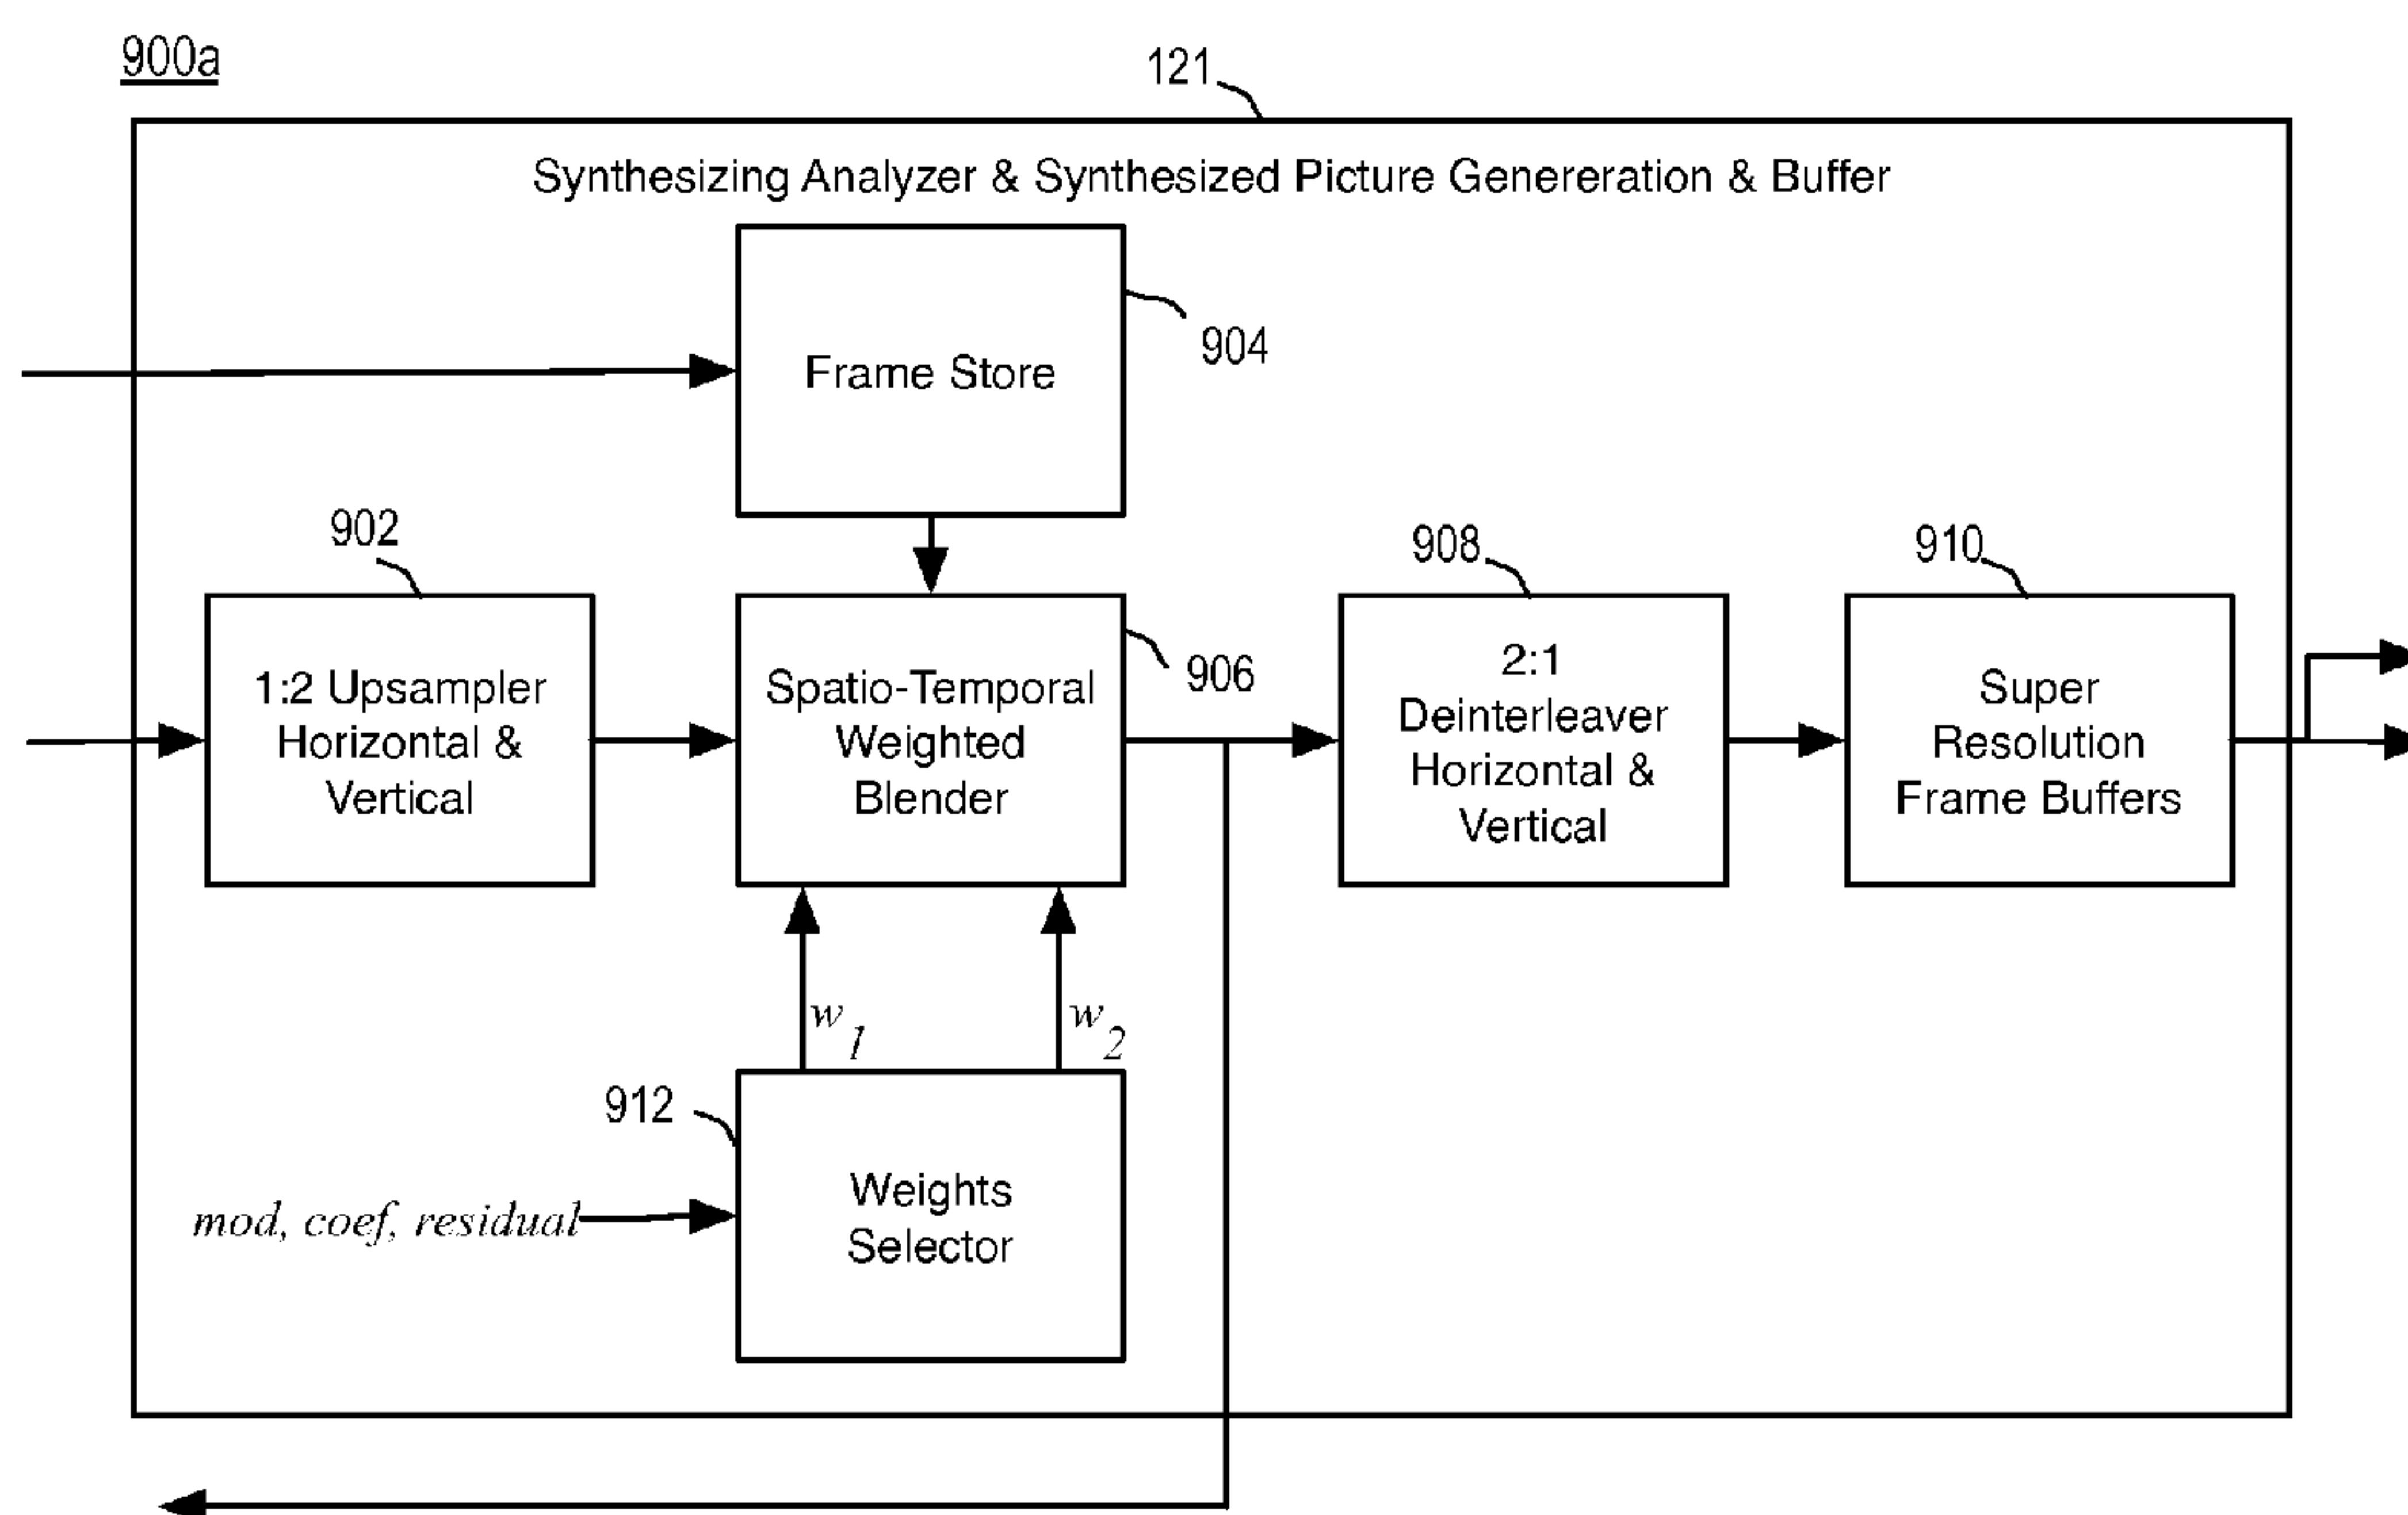 900a
121
Synthesizing Analyzer & Synthesized Picture Genereration & Buffer
Frame Store
904
902
1:2 Upsampler
Horizontal &
Vertical
Spatio-Temporal
Weighted
Blender
906
908
2:1
Deinterleaver
Horizontal &
Vertical
910
Super
Resolution
Frame Buffers
w1
w2
912
mod, coef, residual
Weights
Selector